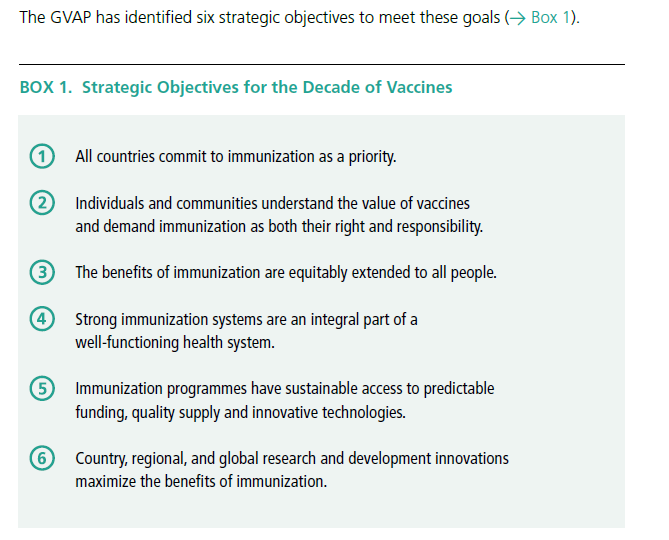 The GVAP has identified six strategic objectives to meet these goals (→ Box 1).
BOX 1. Strategic Objectives for the Decade of Vaccines
1 All countries commit to immunization as a priority.
2 Individuals and communities understand the value of vaccines
and demand immunization as both their right and responsibility.
3 The benefits of immunization are equitably extended to all people.
4 Strong immunization systems are an integral part of a
well-functioning health system.
5 Immunization programmes have sustainable access to predictable
funding, quality supply and innovative technologies.
6 Country, regional, and global research and development innovations
maximize the benefits of immunization.